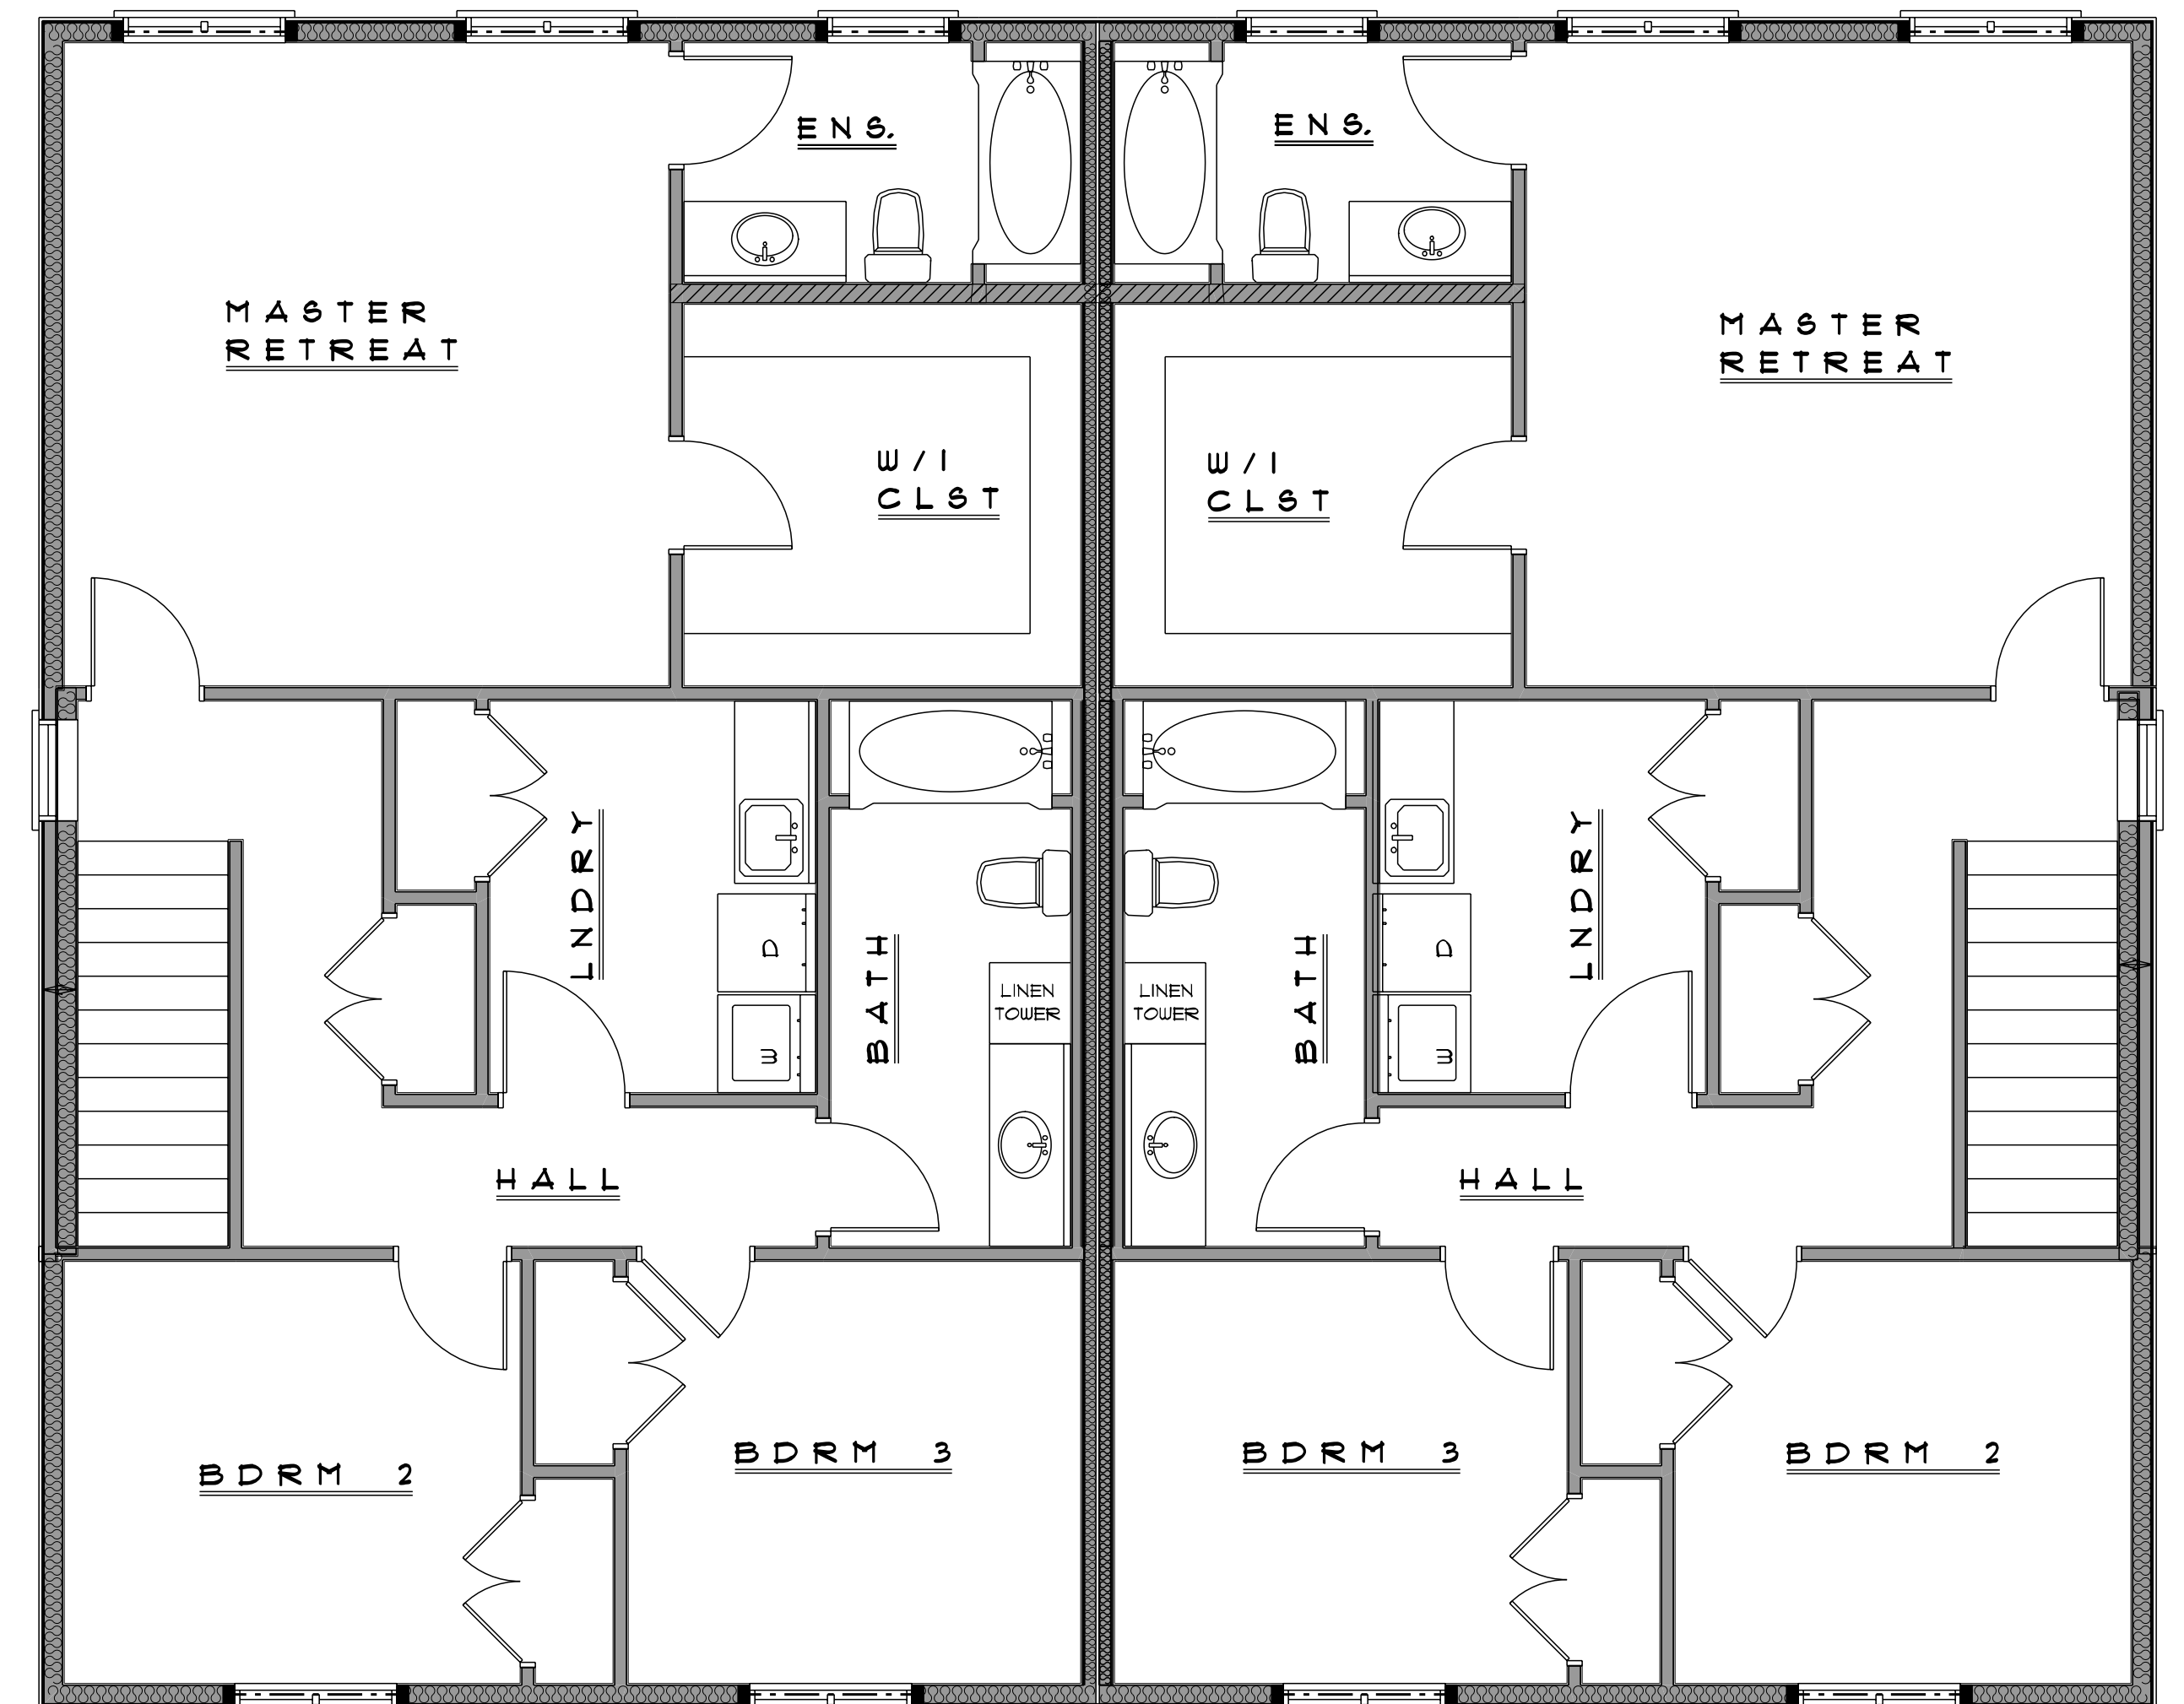 ENS.
ENS.
MASTER
RETREAT
MASTER
RETREAT
W/I
CLST
W/I
CLST
LNDRY
LNDRY
D
D
BATH
BATH
LINEN
TOWER
LINEN
TOWER
W
W
HALL
HALL
BDRM 2
BDRM 3
BDRM 3
BDRM 2